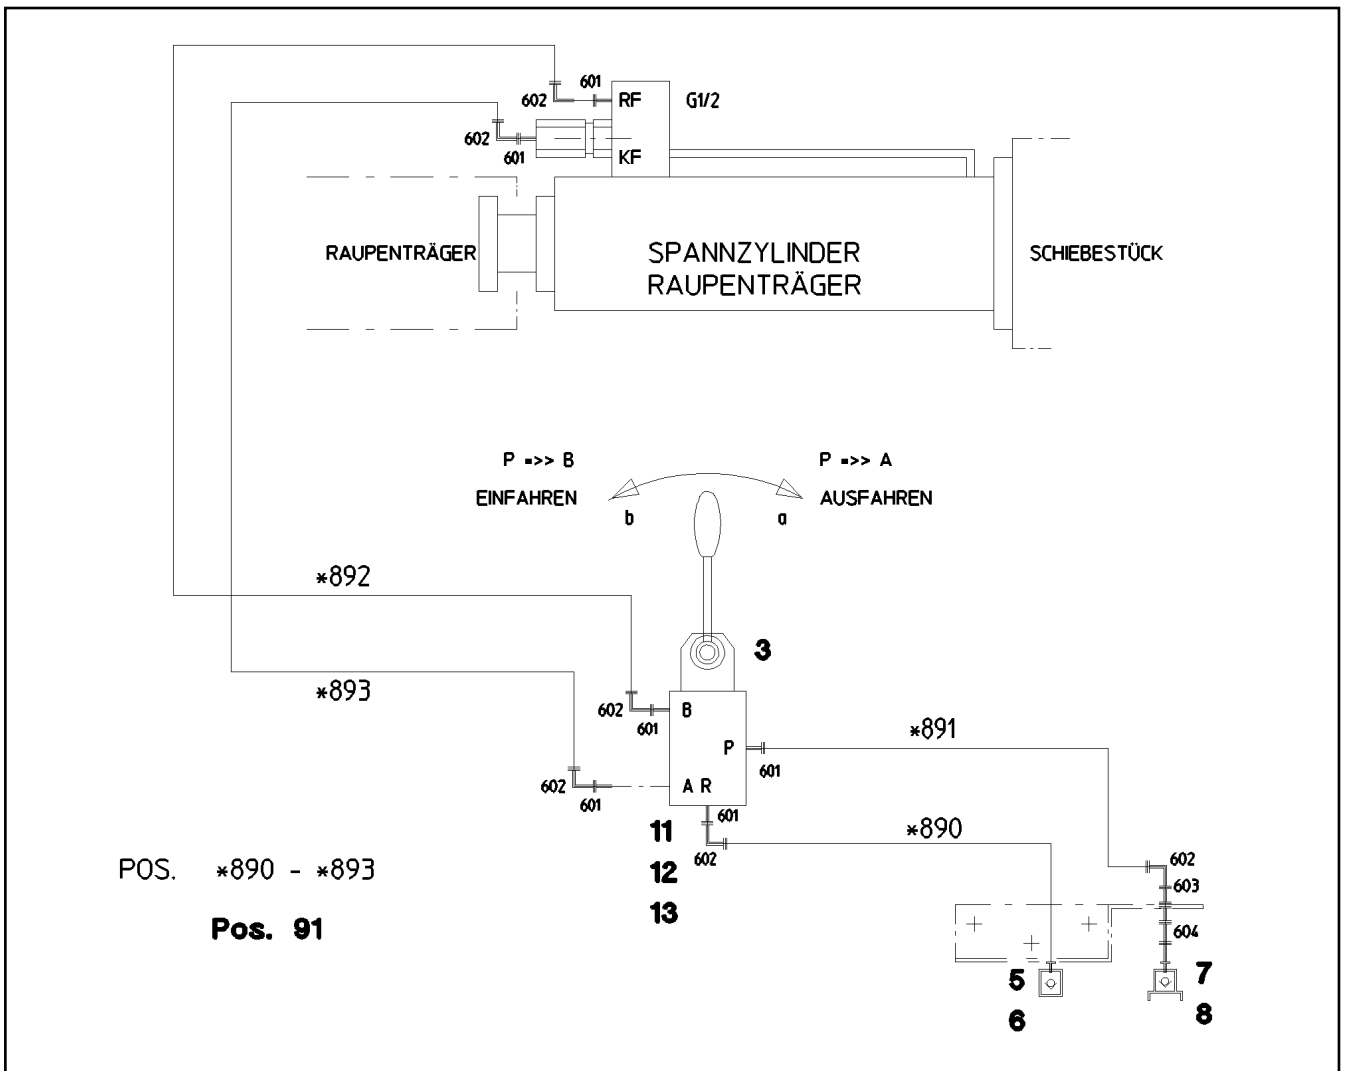 601
602
RF
G1/2
602
601
KF
RAUPENTRÄGER
SPANNZYLINDER
RAUPENTRÄGER
SCHIEBESTÜCK
P =>> B
P =>> A
EINFAHREN
AUSFAHREN
b
a
*892
3
*893
602
601
B
*891
P
601
602
601
A R
601
*890
11
602
602
POS. *890 - *893
12
603
13
Pos. 91
604
5
7
6
8